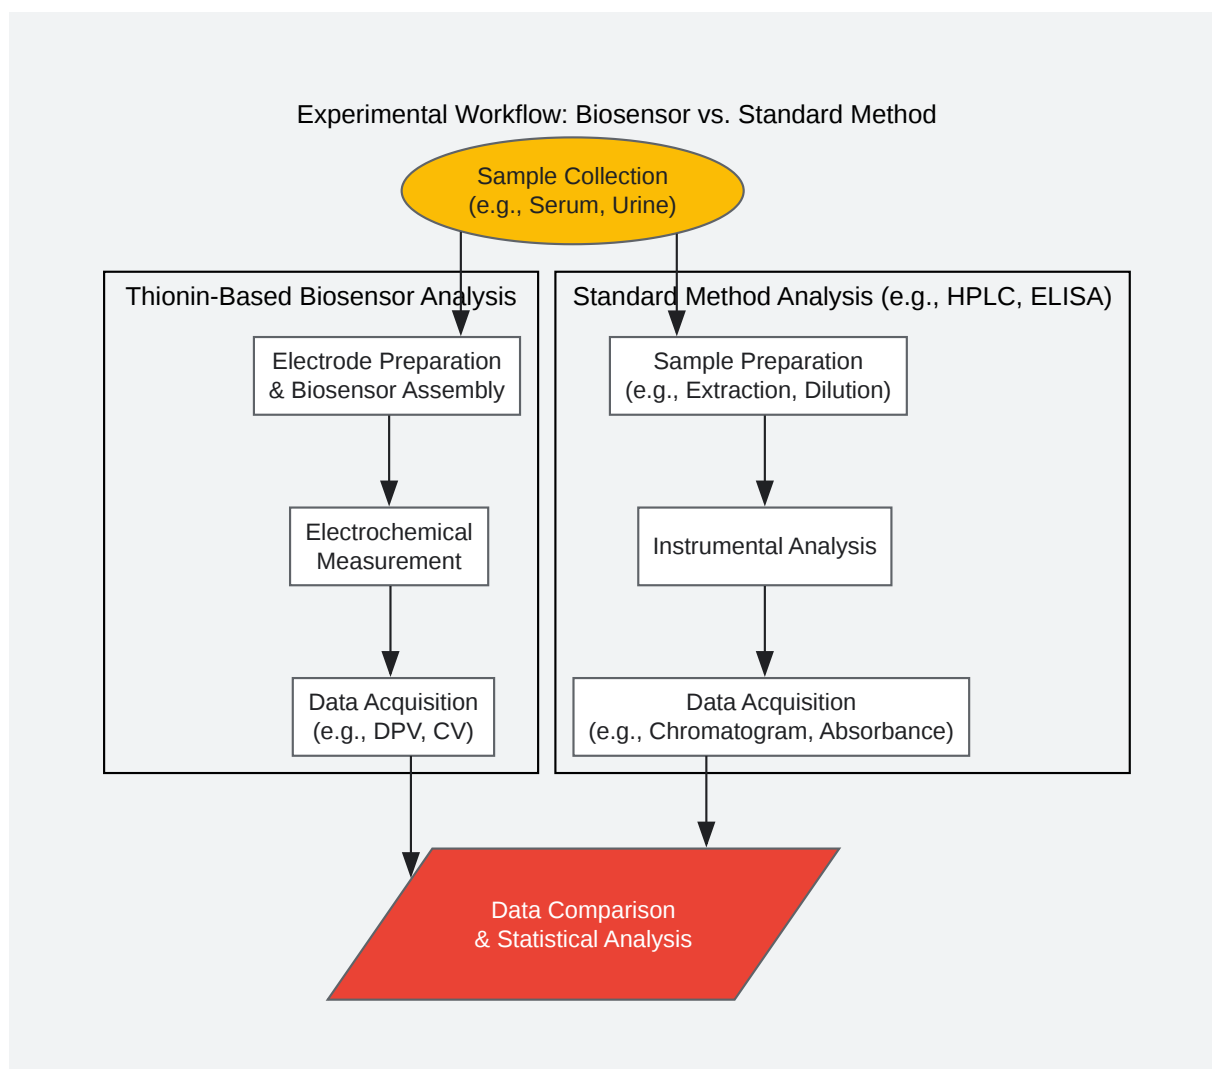 Experimental Workflow: Biosensor vs. Standard Method
Sample Collection
(e.g., Serum, Urine)
Thionin-Based Biosensor Analysis
Electrode Preparation
& Biosensor Assembly
Electrochemical
Measurement
Data Acquisition
(e.g., DPV, CV)
Standard Method Analysis (e.g., HPLC, ELISA)
Sample Preparation
(e.g., Extraction, Dilution)
Instrumental Analysis
Data Acquisition
(e.g., Chromatogram, Absorbance)
Data Comparison
& Statistical Analysis